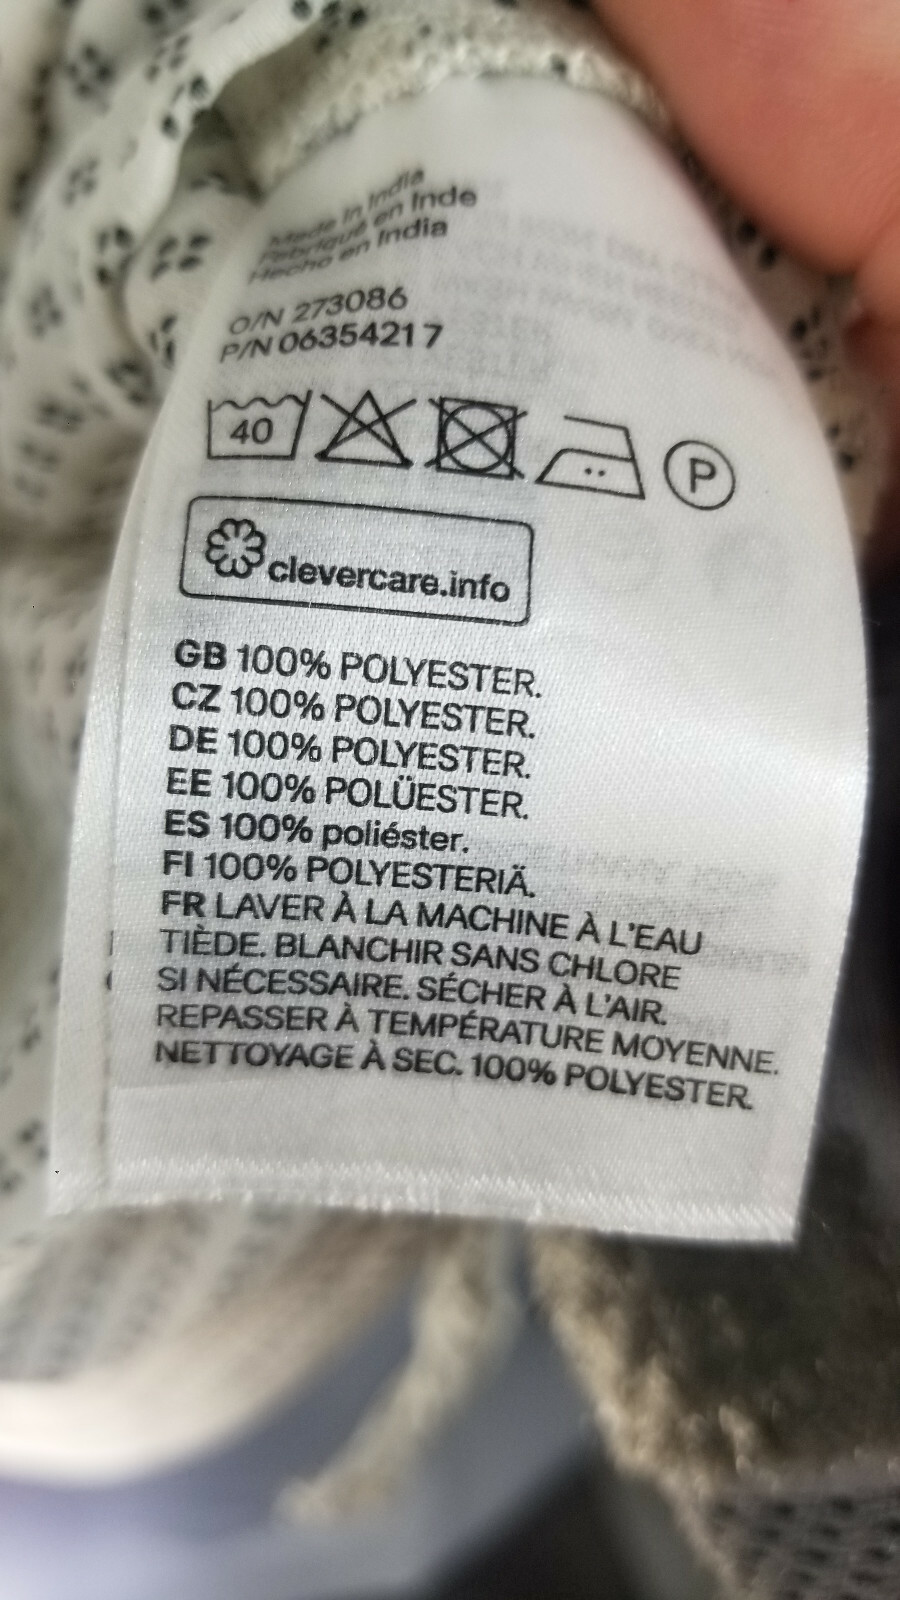 Made in India
Fabriqué en Inde
Hecho en India
O/N 273086
P/N 06354217
40
P
clevercare.info
GB 100% POLYESTER.
CZ 100% POLYESTER.
DE 100% POLYESTER.
EE 100% POLÜESTER.
ES 100% poliéster.
FI 100% POLYESTERIÄ.
FR LAVER À LA MACHINE À L'EAU
TIÈDE. BLANCHIR SANS CHLORE
SI NÉCESSAIRE. SÉCHER À L'AIR.
REPASSER À TEMPÉRATURE MOYENNE.
NETTOYAGE À SEC. 100% POLYESTER.